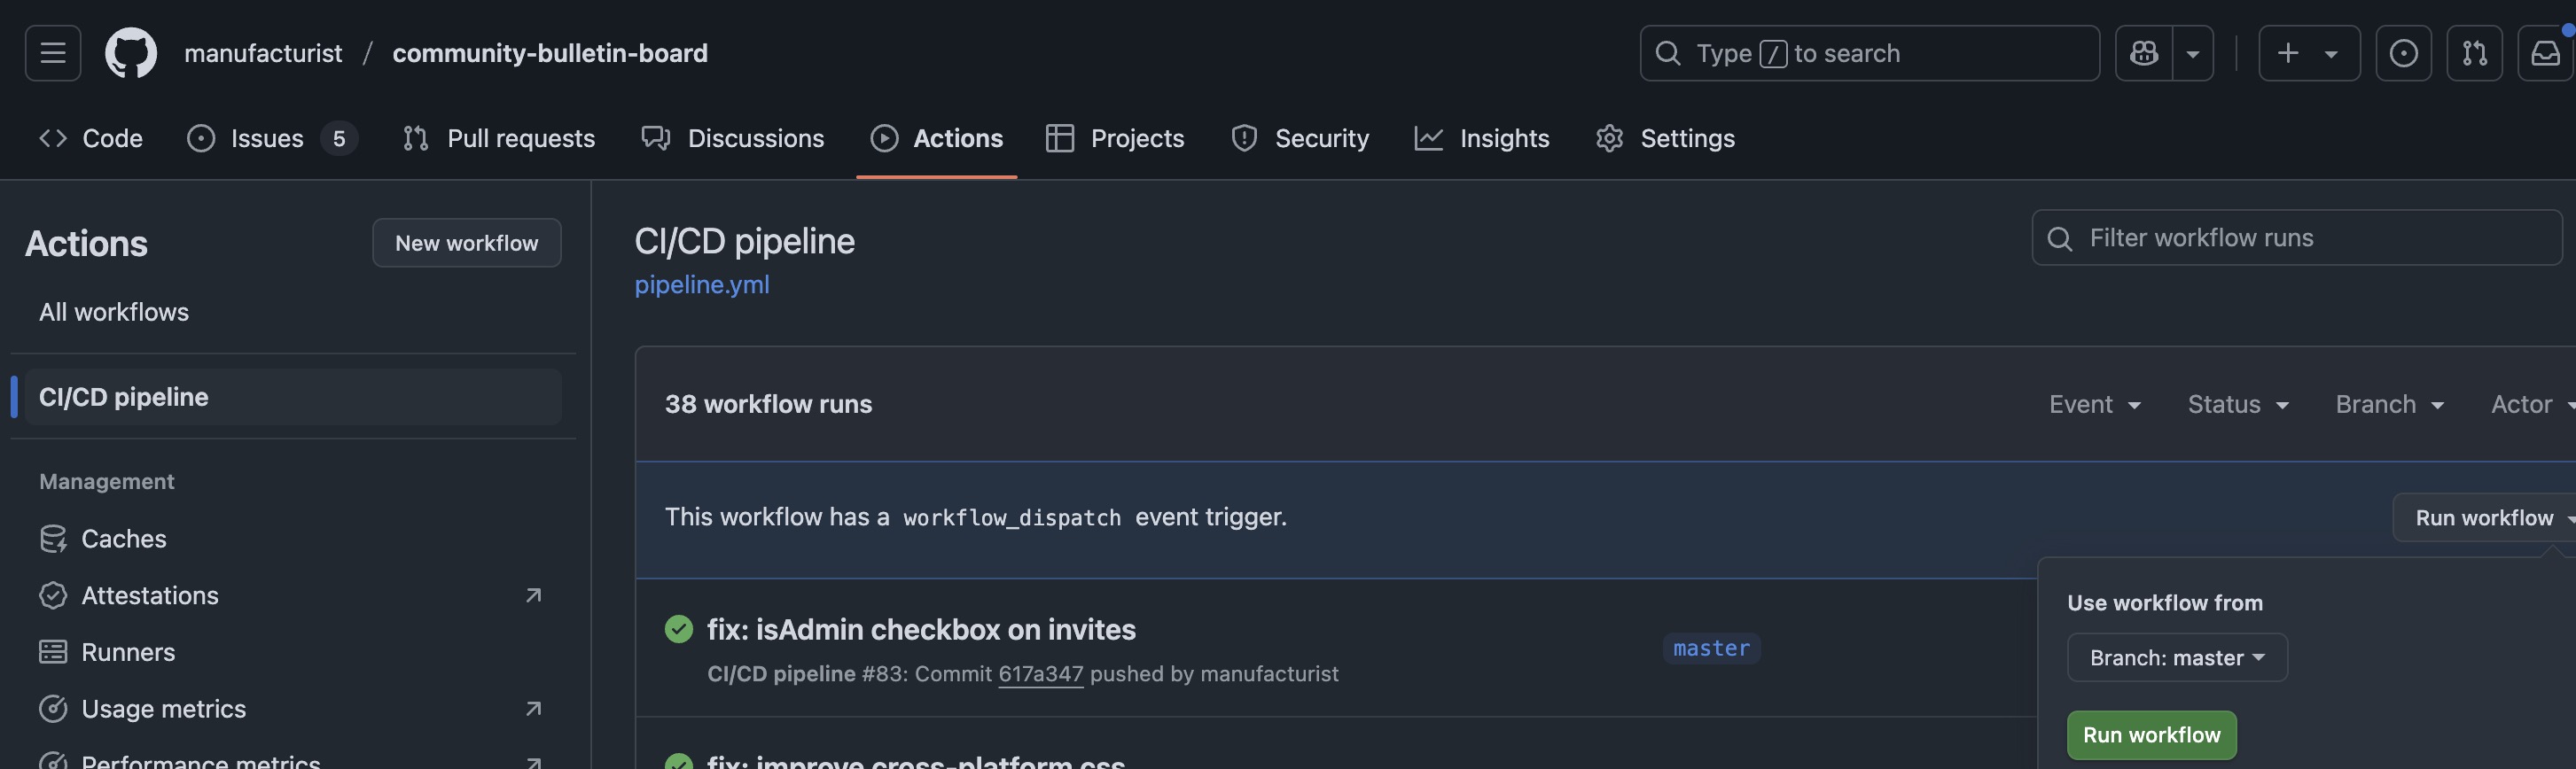 manufacturist / community-bulletin-board
Type / to search
Code
Issues 5
Pull requests
Discussions
Actions
Projects
Security
Insights
Settings
Actions
New workflow
All workflows
CI/CD pipeline
Management
Caches
Attestations
Runners
Usage metrics
Performance metrics
CI/CD pipeline
pipeline.yml
Filter workflow runs
38 workflow runs
Event
Status
Branch
Actor
This workflow has a workflow_dispatch event trigger.
Run workflow
Use workflow from
Branch: master
Run workflow
fix: isAdmin checkbox on invites
CI/CD pipeline #83: Commit 617a347 pushed by manufacturist
master
fix: improve cross-platform css